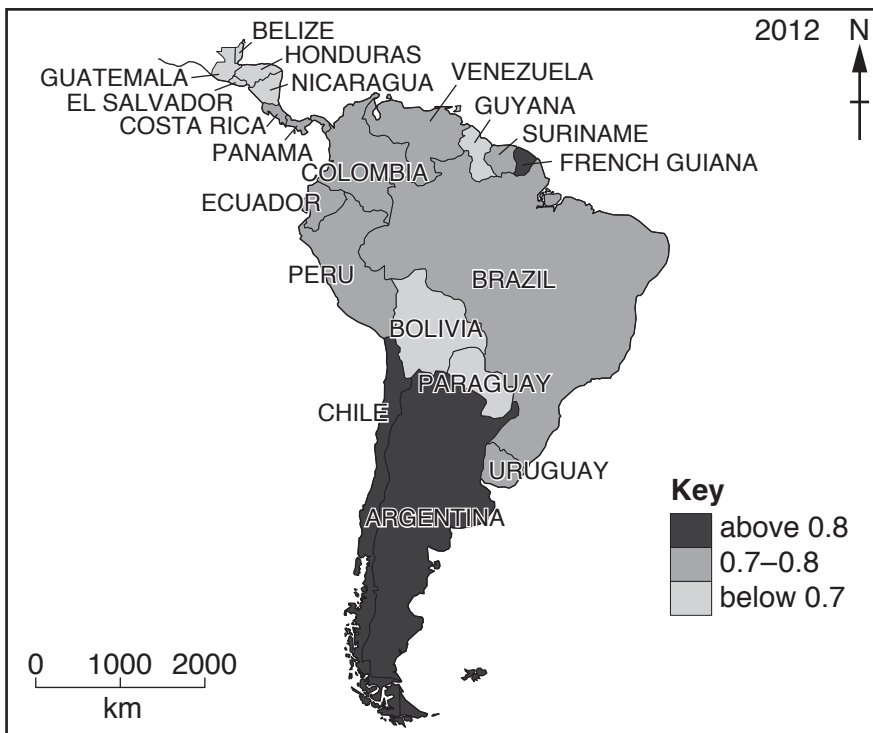 2012 N
BELIZE
HONDURAS
GUATEMALA
NICARAGUA
VENEZUELA
EL SALVADOR
GUYANA
COSTA RICA
SURINAME
PANAMA
FRENCH GUIANA
COLOMBIA
ECUADOR
PERU
BRAZIL
BOLIVIA
PARAGUAY
CHILE
URUGUAY
ARGENTINA
Key
above 0.8
0.7–0.8
below 0.7
0 1000 2000
km